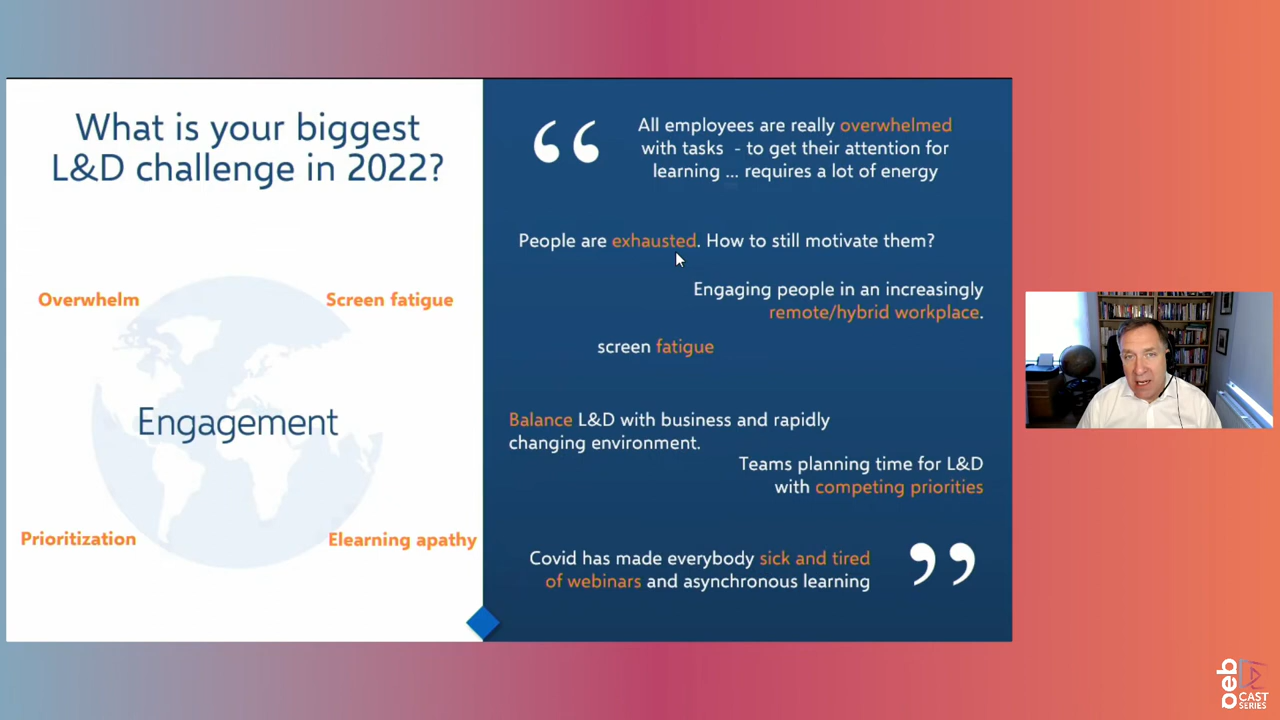 What is your biggest
L&D challenge in 2022?
Overwhelm
Screen fatigue
Engagement
Prioritization
Elearning apathy
“
All employees are really overwhelmed
with tasks - to get their attention for
learning ... requires a lot of energy
People are exhausted. How to still motivate them?
Engaging people in an increasingly
remote/hybrid workplace.
screen fatigue
Balance L&D with business and rapidly
changing environment.
Teams planning time for L&D
with competing priorities
Covid has made everybody sick and tired
of webinars and asynchronous learning
”
oeb
CAST
SERIES